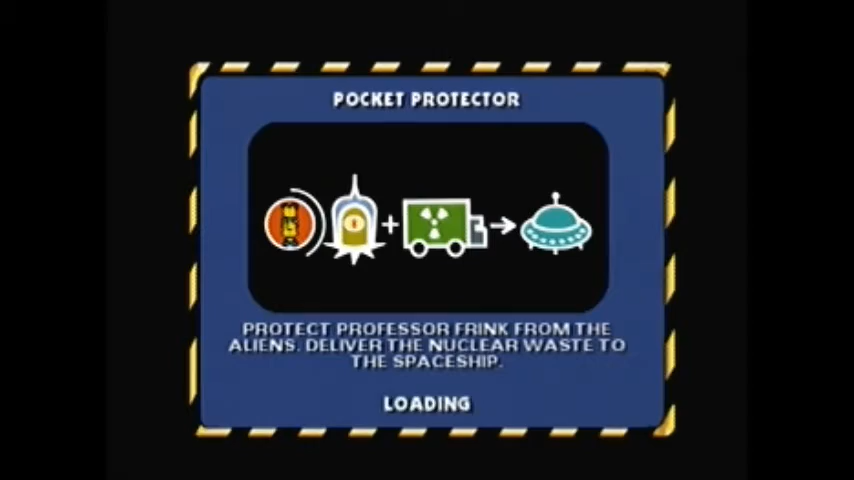 POCKET PROTECTOR
PROTECT PROFESSOR FRINK FROM THE
ALIENS. DELIVER THE NUCLEAR WASTE TO
THE SPACESHIP.
LOADING